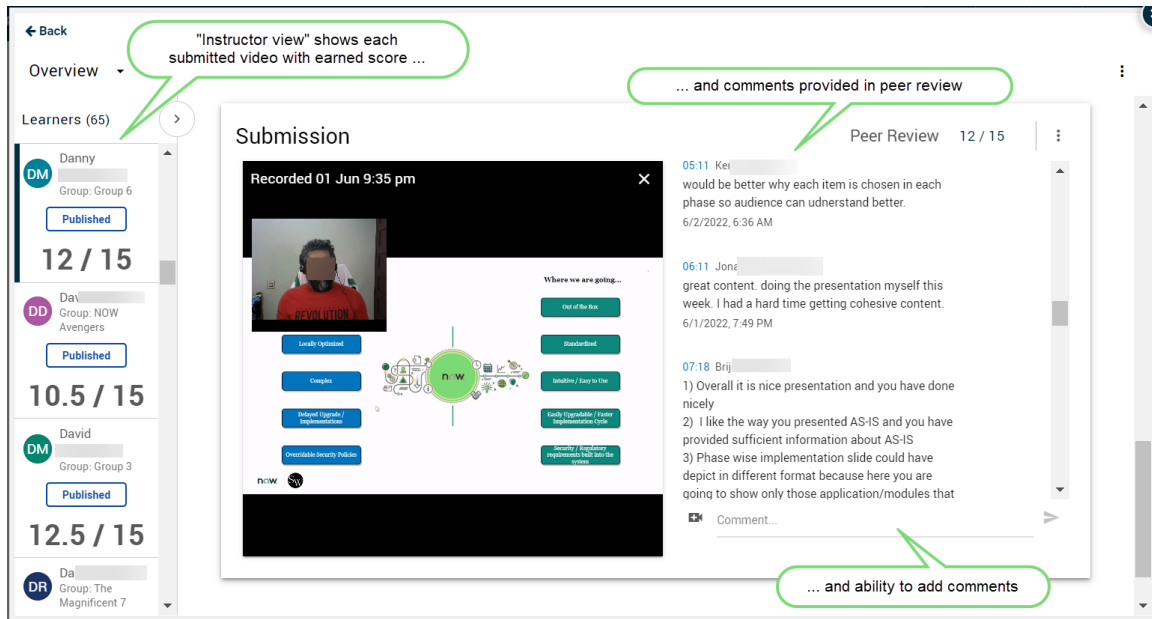 Back
"Instructor view" shows each
submitted video with earned score ...
Overview
... and comments provided in peer review
Learners (65)
DM
Danny
Group: Group 6
Published
12 / 15
DD
Group: NOW
Avengers
Published
10.5 / 15
DM
David
Group: Group 3
Published
12.5 / 15
DR
Group: The
Magnificent 7
Submission
Peer Review 12 / 15
Recorded 01 Jun 9:35 pm
REVOLUTION
Where we are going...
Out of the Box
Locally Optimized
Standardized
Complex
now
Intuitive / Easy to Use
Delayed Upgrade /
Implementations
Easily Upgradable / Faster
Implementation Cycle
Overridable Security Policies
Security / Regulatory
requirements built into the
system
now
05:11
would be better why each item is chosen in each
phase so audience can udnerstand better.
6/2/2022, 6:36 AM
06:11
great content. doing the presentation myself this
week. I had a hard time getting cohesive content.
6/1/2022, 7:49 PM
07:18 Brij
1) Overall it is nice presentation and you have done
nicely
2) I like the way you presented AS-IS and you have
provided sufficient information about AS-IS
3) Phase wise implementation slide could have
depict in different format because here you are
going to show only those application/modules that
Comment...
... and ability to add comments